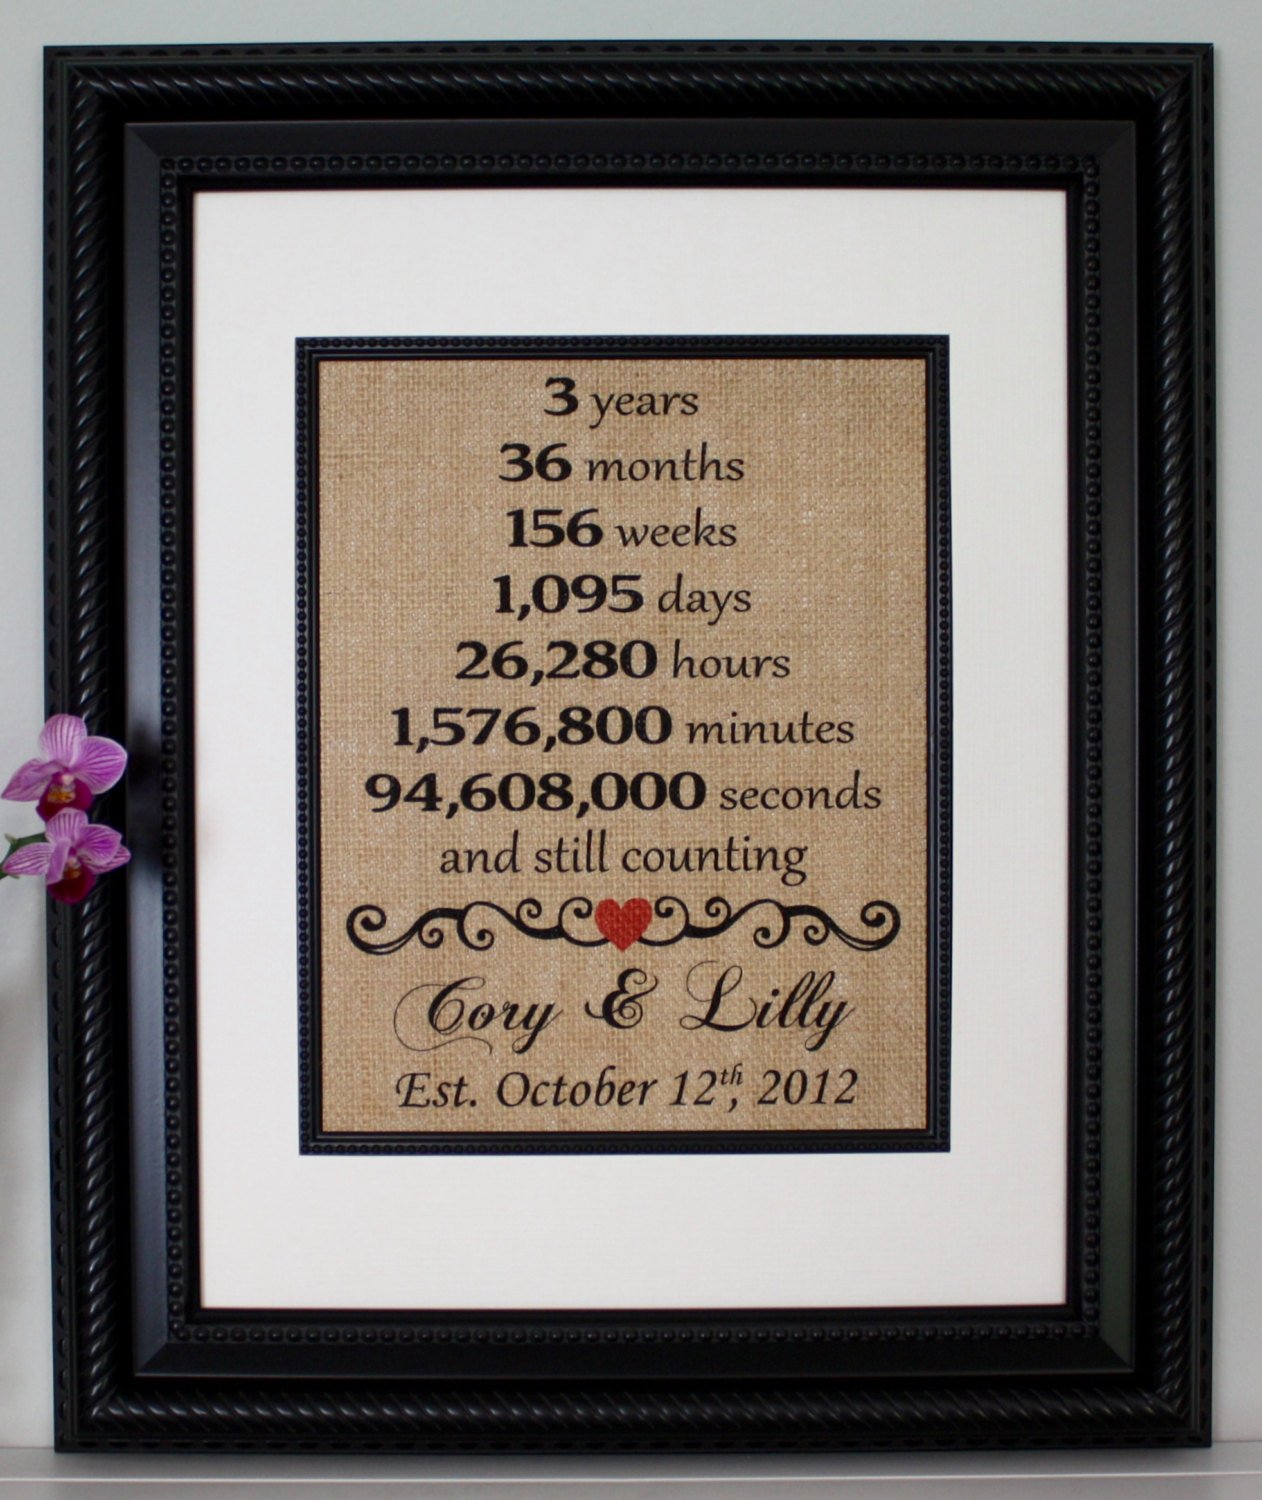 3 years
36 months
156 weeks
1,095 days
26,280 hours
1,576,800 minutes
94,608,000 seconds
and still counting
Cory & Lilly
Est. October 12th, 2012